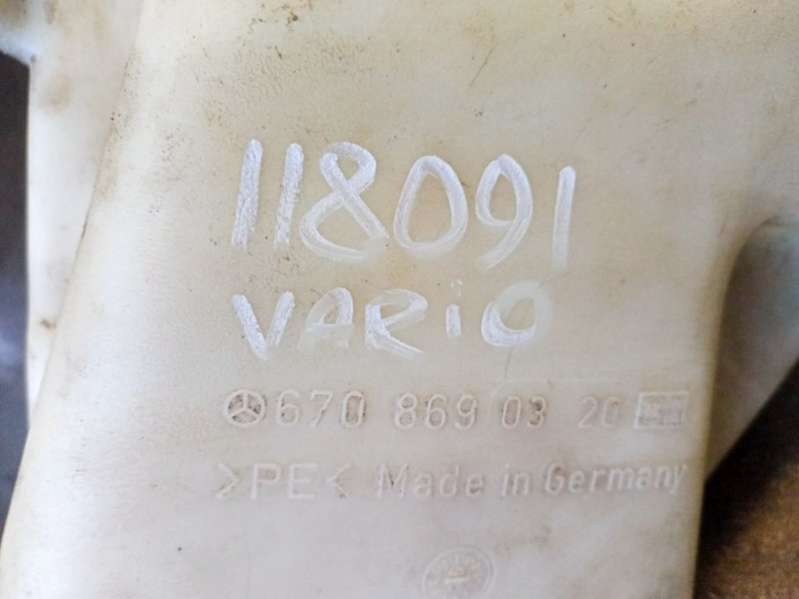 118091
VARiO
670 869 03 20
>PE< Made in Germany